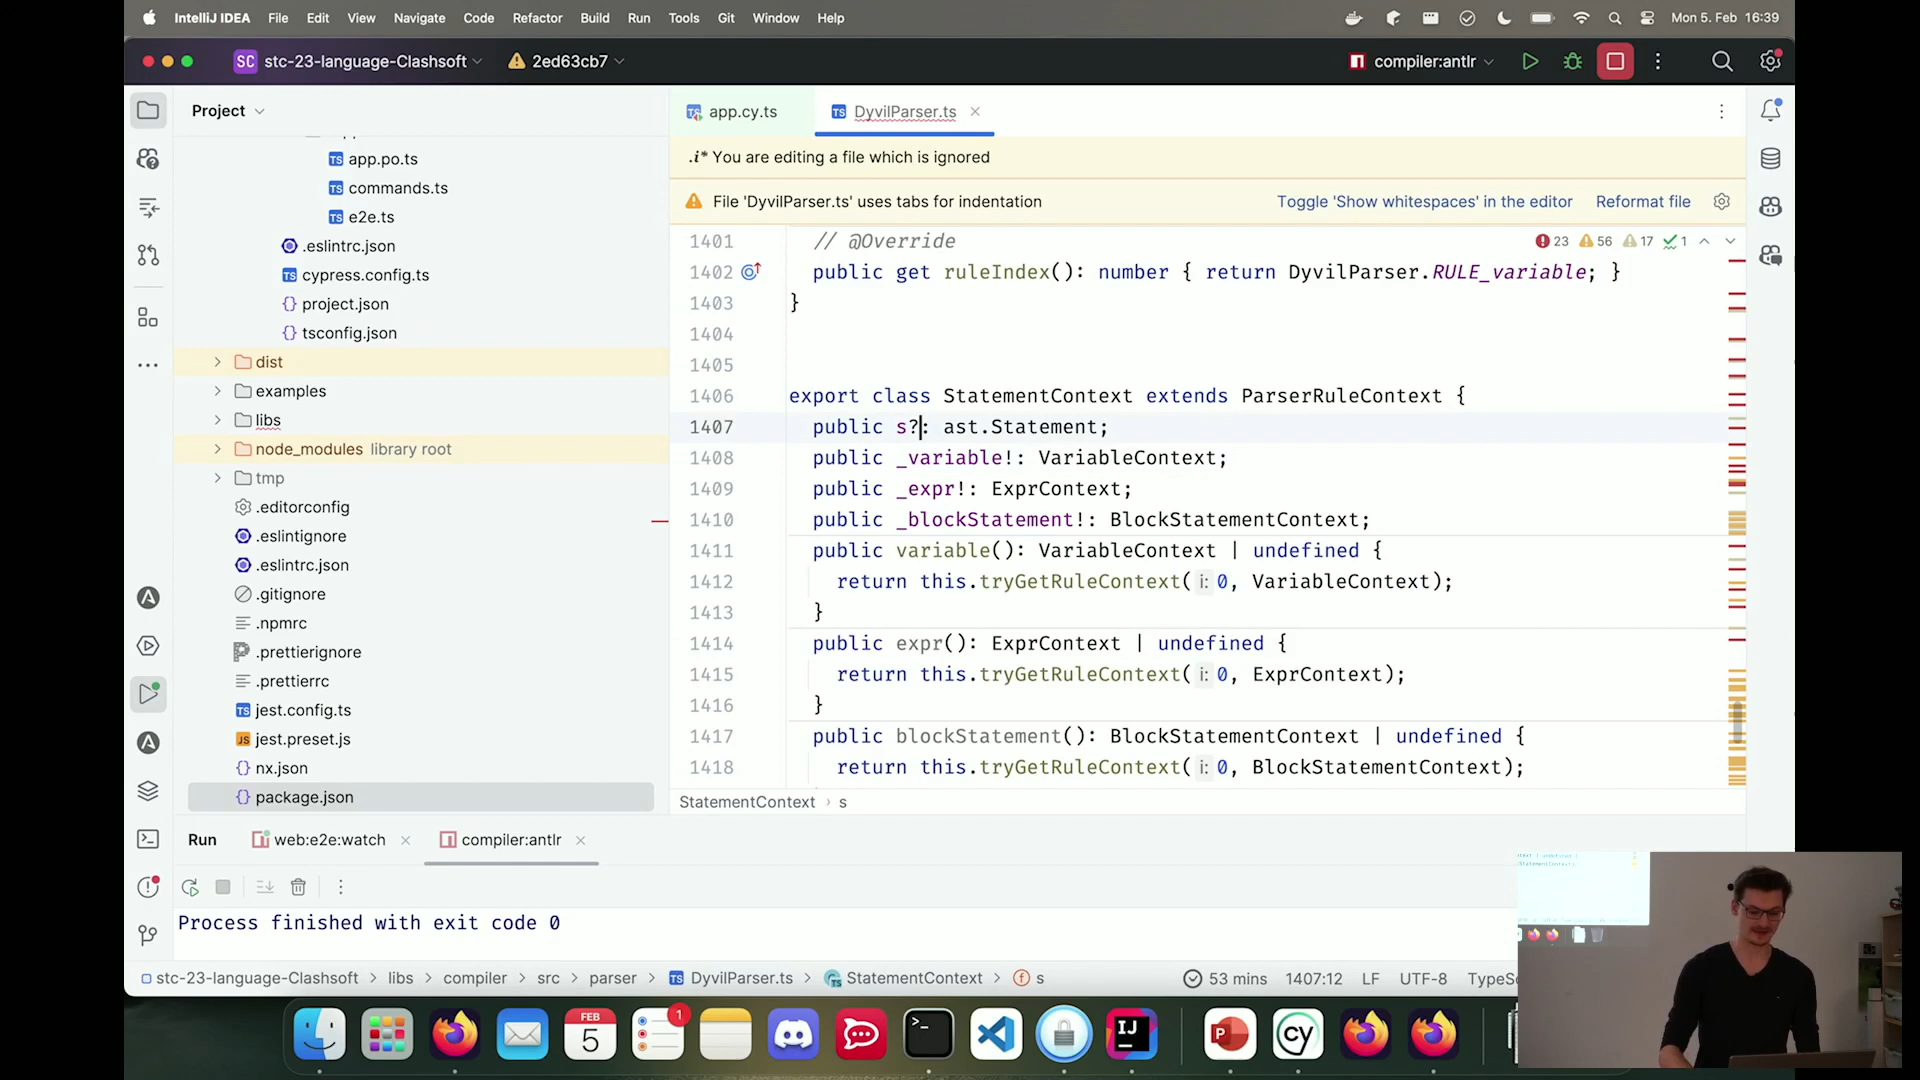 IntelliJ IDEA File Edit View Navigate Code Refactor Build Run Tools Git Window Help Mon 5. Feb 16:39
SC stc-23-language-Clashsoft 2ed63cb7 compiler:antlr
Project
app.po.ts
commands.ts
e2e.ts
.eslintrc.json
cypress.config.ts
project.json
tsconfig.json
dist
examples
libs
node_modules library root
tmp
.editorconfig
.eslintignore
.eslintrc.json
.gitignore
.npmrc
.prettierignore
.prettierrc
jest.config.ts
jest.preset.js
nx.json
package.json
app.cy.ts DyvilParser.ts
.i* You are editing a file which is ignored
File 'DyvilParser.ts' uses tabs for indentation Toggle 'Show whitespaces' in the editor Reformat file
23 56 17 1
1401 // @Override
1402 public get ruleIndex(): number { return DyvilParser.RULE_variable; }
1403 }
1404
1405
1406 export class StatementContext extends ParserRuleContext {
1407 public s?: ast.Statement;
1408 public _variable!: VariableContext;
1409 public _expr!: ExprContext;
1410 public _blockStatement!: BlockStatementContext;
1411 public variable(): VariableContext | undefined {
1412 return this.tryGetRuleContext(i: 0, VariableContext);
1413 }
1414 public expr(): ExprContext | undefined {
1415 return this.tryGetRuleContext(i: 0, ExprContext);
1416 }
1417 public blockStatement(): BlockStatementContext | undefined {
1418 return this.tryGetRuleContext(i: 0, BlockStatementContext);
StatementContext › s
Run web:e2e:watch compiler:antlr
Process finished with exit code 0
stc-23-language-Clashsoft › libs › compiler › src › parser › DyvilParser.ts › StatementContext › s 53 mins 1407:12 LF UTF-8 TypeSc
FEB
5
1
IJ
cy